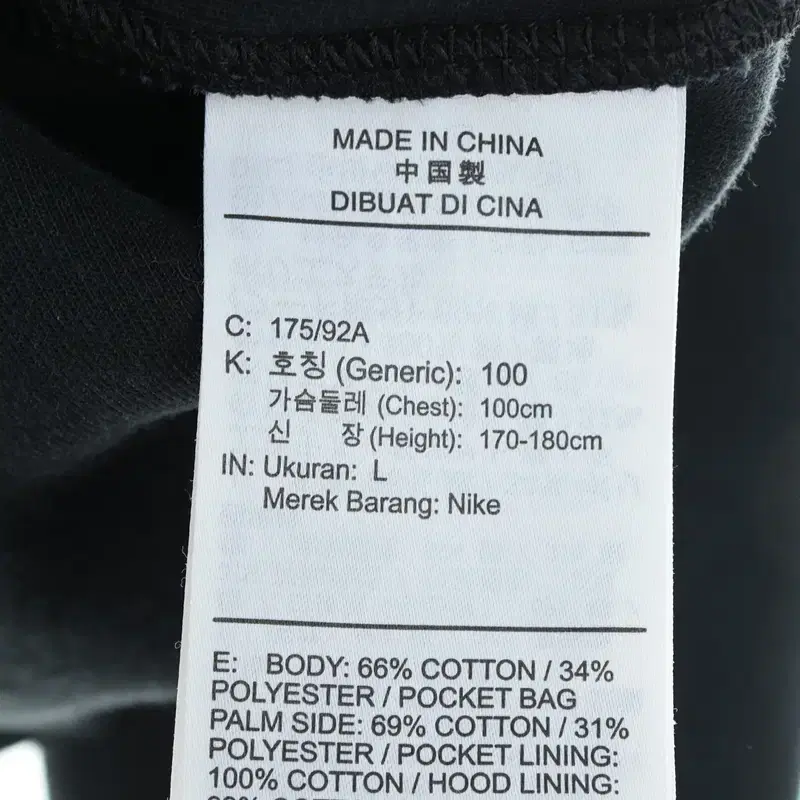 MADE IN CHINA
中国製
DIBUAT DI CINA
C: 175/92A
K: 호칭 (Generic): 100
가슴둘레 (Chest): 100cm
신 장 (Height): 170-180cm
IN: Ukuran: L
Merek Barang: Nike
E: BODY: 66% COTTON / 34%
POLYESTER / POCKET BAG
PALM SIDE: 69% COTTON / 31%
POLYESTER / POCKET LINING:
100% COTTON / HOOD LINING: